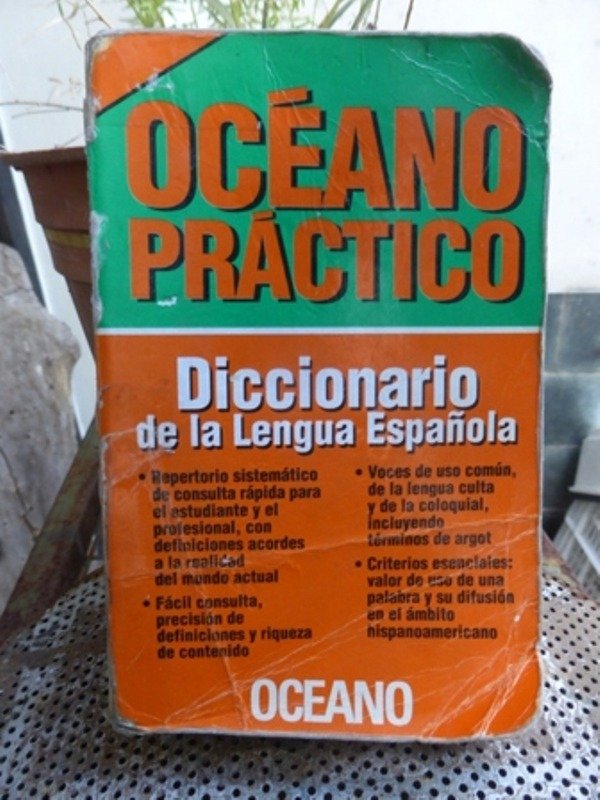 OCÉANO
PRÁCTICO
Diccionario
de la Lengua Española
• Repertorio sistemático
de consulta rápida para
el estudiante y el
profesional, con
definiciones acordes
a la realidad
del mundo actual
• Fácil consulta,
precisión de
definiciones y riqueza
de contenido
• Voces de uso común,
de la lengua culta
y de la coloquial,
incluyendo
términos de argot
• Criterios esenciales:
valor de uso de una
palabra y su difusión
en el ámbito
hispanoamericano
OCEANO